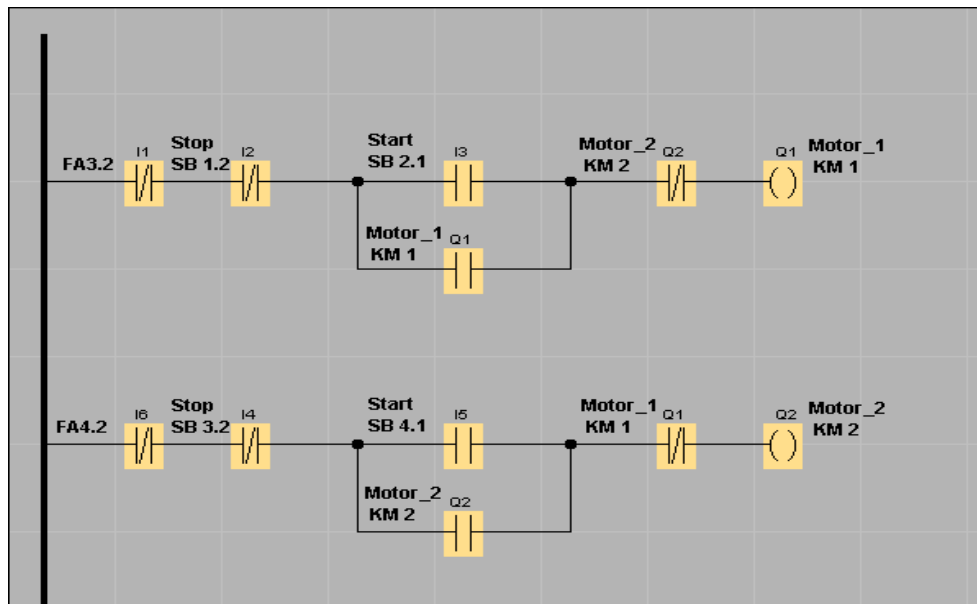 FA3.2
I1
Stop
SB 1.2
I2
Start
SB 2.1
I3
Motor_2
KM 2
Q2
Q1
Motor_1
KM 1
Motor_1
KM 1
Q1
FA4.2
I6
Stop
SB 3.2
I4
Start
SB 4.1
I5
Motor_1
KM 1
Q1
Q2
Motor_2
KM 2
Motor_2
KM 2
Q2